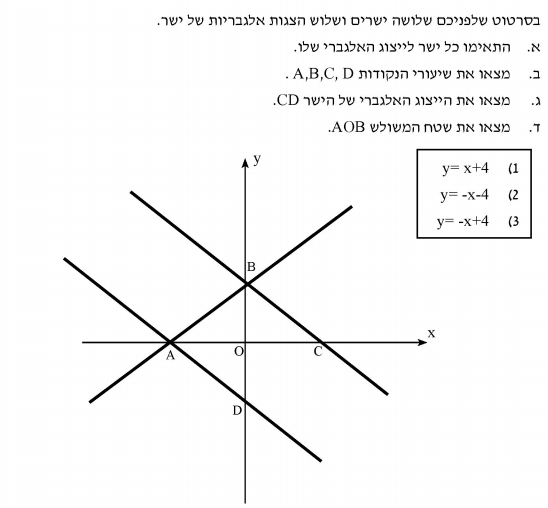 בסרטוט שלפניכם שלושה ישרים ושלוש הצגות אלגבריות של ישר.
א. התאימו כל ישר לייצוג האלגברי שלו.
ב. מצאו את שיעורי הנקודות A,B,C, D .
ג. מצאו את הייצוג האלגברי של הישר CD.
ד. מצאו את שטח המשולש AOB.
(1 y= x+4
(2 y= -x-4
(3 y= -x+4
y
B
x
A
O
C
D